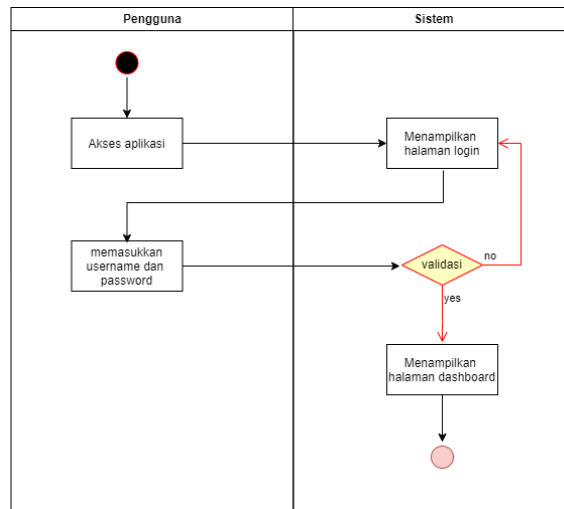 Pengguna
Sistem
Akses aplikasi
Menampilkan
halaman login
memasukkan
username dan
password
validasi
no
yes
Menampilkan
halaman dashboard